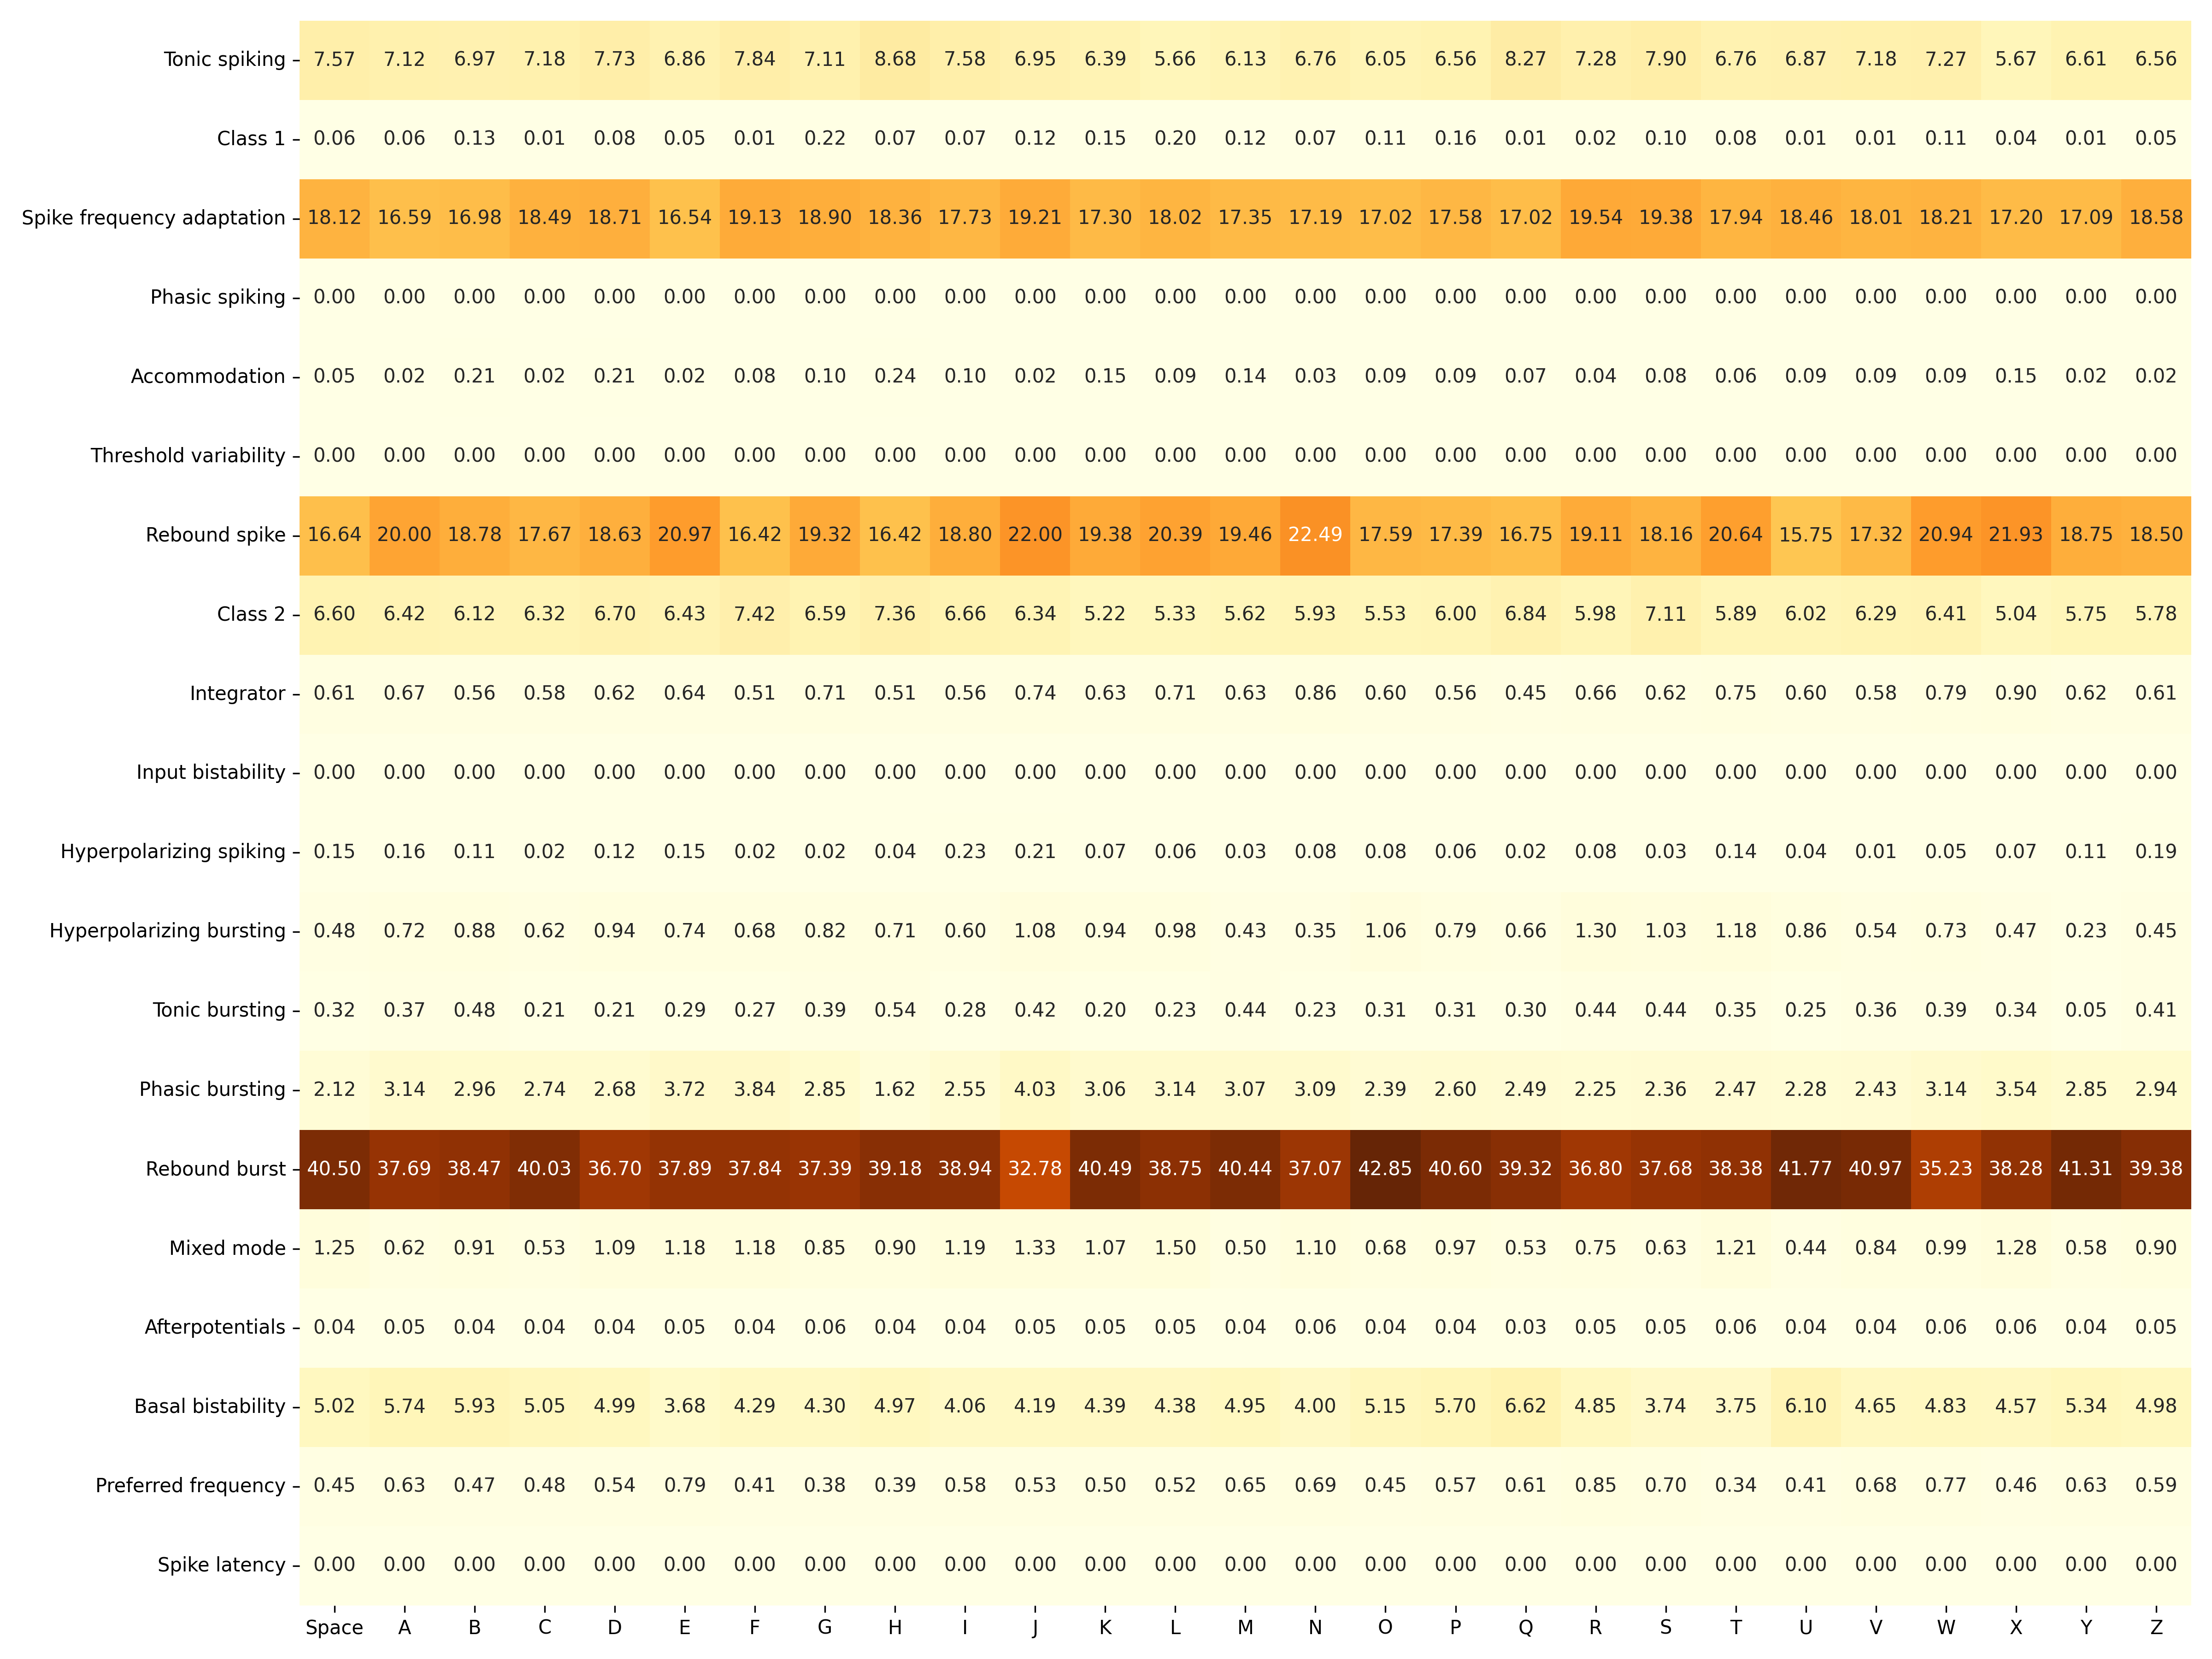 Tonic spiking 7.57 7.12 6.97 7.18 7.73 6.86 7.84 7.11 8.68 7.58 6.95 6.39 5.66 6.13 6.76 6.05 6.56 8.27 7.28 7.90 6.76 6.87 7.18 7.27 5.67 6.61 6.56
Class 1 0.06 0.06 0.13 0.01 0.08 0.05 0.01 0.22 0.07 0.07 0.12 0.15 0.20 0.12 0.07 0.11 0.16 0.01 0.02 0.10 0.08 0.01 0.01 0.11 0.04 0.01 0.05
Spike frequency adaptation 18.12 16.59 16.98 18.49 18.71 16.54 19.13 18.90 18.36 17.73 19.21 17.30 18.02 17.35 17.19 17.02 17.58 17.02 19.54 19.38 17.94 18.46 18.01 18.21 17.20 17.09 18.58
Phasic spiking 0.00 0.00 0.00 0.00 0.00 0.00 0.00 0.00 0.00 0.00 0.00 0.00 0.00 0.00 0.00 0.00 0.00 0.00 0.00 0.00 0.00 0.00 0.00 0.00 0.00 0.00 0.00
Accommodation 0.05 0.02 0.21 0.02 0.21 0.02 0.08 0.10 0.24 0.10 0.02 0.15 0.09 0.14 0.03 0.09 0.09 0.07 0.04 0.08 0.06 0.09 0.09 0.09 0.15 0.02 0.02
Threshold variability 0.00 0.00 0.00 0.00 0.00 0.00 0.00 0.00 0.00 0.00 0.00 0.00 0.00 0.00 0.00 0.00 0.00 0.00 0.00 0.00 0.00 0.00 0.00 0.00 0.00 0.00 0.00
Rebound spike 16.64 20.00 18.78 17.67 18.63 20.97 16.42 19.32 16.42 18.80 22.00 19.38 20.39 19.46 22.49 17.59 17.39 16.75 19.11 18.16 20.64 15.75 17.32 20.94 21.93 18.75 18.50
Class 2 6.60 6.42 6.12 6.32 6.70 6.43 7.42 6.59 7.36 6.66 6.34 5.22 5.33 5.62 5.93 5.53 6.00 6.84 5.98 7.11 5.89 6.02 6.29 6.41 5.04 5.75 5.78
Integrator 0.61 0.67 0.56 0.58 0.62 0.64 0.51 0.71 0.51 0.56 0.74 0.63 0.71 0.63 0.86 0.60 0.56 0.45 0.66 0.62 0.75 0.60 0.58 0.79 0.90 0.62 0.61
Input bistability 0.00 0.00 0.00 0.00 0.00 0.00 0.00 0.00 0.00 0.00 0.00 0.00 0.00 0.00 0.00 0.00 0.00 0.00 0.00 0.00 0.00 0.00 0.00 0.00 0.00 0.00 0.00
Hyperpolarizing spiking 0.15 0.16 0.11 0.02 0.12 0.15 0.02 0.02 0.04 0.23 0.21 0.07 0.06 0.03 0.08 0.08 0.06 0.02 0.08 0.03 0.14 0.04 0.01 0.05 0.07 0.11 0.19
Hyperpolarizing bursting 0.48 0.72 0.88 0.62 0.94 0.74 0.68 0.82 0.71 0.60 1.08 0.94 0.98 0.43 0.35 1.06 0.79 0.66 1.30 1.03 1.18 0.86 0.54 0.73 0.47 0.23 0.45
Tonic bursting 0.32 0.37 0.48 0.21 0.21 0.29 0.27 0.39 0.54 0.28 0.42 0.20 0.23 0.44 0.23 0.31 0.31 0.30 0.44 0.44 0.35 0.25 0.36 0.39 0.34 0.05 0.41
Phasic bursting 2.12 3.14 2.96 2.74 2.68 3.72 3.84 2.85 1.62 2.55 4.03 3.06 3.14 3.07 3.09 2.39 2.60 2.49 2.25 2.36 2.47 2.28 2.43 3.14 3.54 2.85 2.94
Rebound burst 40.50 37.69 38.47 40.03 36.70 37.89 37.84 37.39 39.18 38.94 32.78 40.49 38.75 40.44 37.07 42.85 40.60 39.32 36.80 37.68 38.38 41.77 40.97 35.23 38.28 41.31 39.38
Mixed mode 1.25 0.62 0.91 0.53 1.09 1.18 1.18 0.85 0.90 1.19 1.33 1.07 1.50 0.50 1.10 0.68 0.97 0.53 0.75 0.63 1.21 0.44 0.84 0.99 1.28 0.58 0.90
Afterpotentials 0.04 0.05 0.04 0.04 0.04 0.05 0.04 0.06 0.04 0.04 0.05 0.05 0.05 0.04 0.06 0.04 0.04 0.03 0.05 0.05 0.06 0.04 0.04 0.06 0.06 0.04 0.05
Basal bistability 5.02 5.74 5.93 5.05 4.99 3.68 4.29 4.30 4.97 4.06 4.19 4.39 4.38 4.95 4.00 5.15 5.70 6.62 4.85 3.74 3.75 6.10 4.65 4.83 4.57 5.34 4.98
Preferred frequency 0.45 0.63 0.47 0.48 0.54 0.79 0.41 0.38 0.39 0.58 0.53 0.50 0.52 0.65 0.69 0.45 0.57 0.61 0.85 0.70 0.34 0.41 0.68 0.77 0.46 0.63 0.59
Spike latency 0.00 0.00 0.00 0.00 0.00 0.00 0.00 0.00 0.00 0.00 0.00 0.00 0.00 0.00 0.00 0.00 0.00 0.00 0.00 0.00 0.00 0.00 0.00 0.00 0.00 0.00 0.00
Space A B C D E F G H I J K L M N O P Q R S T U V W X Y Z